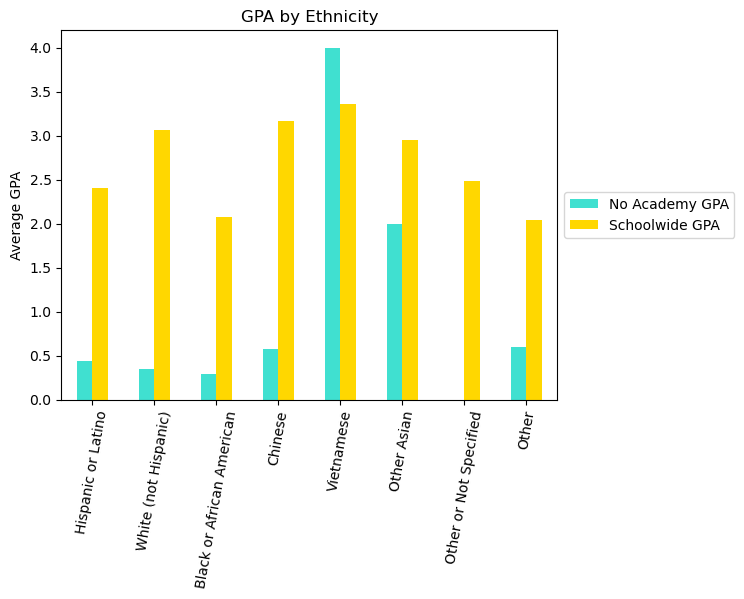 GPA by Ethnicity
Average GPA
4.0
3.5
3.0
2.5
2.0
1.5
1.0
0.5
0.0
Hispanic or Latino
White (not Hispanic)
Black or African American
Chinese
Vietnamese
Other Asian
Other or Not Specified
Other
No Academy GPA
Schoolwide GPA